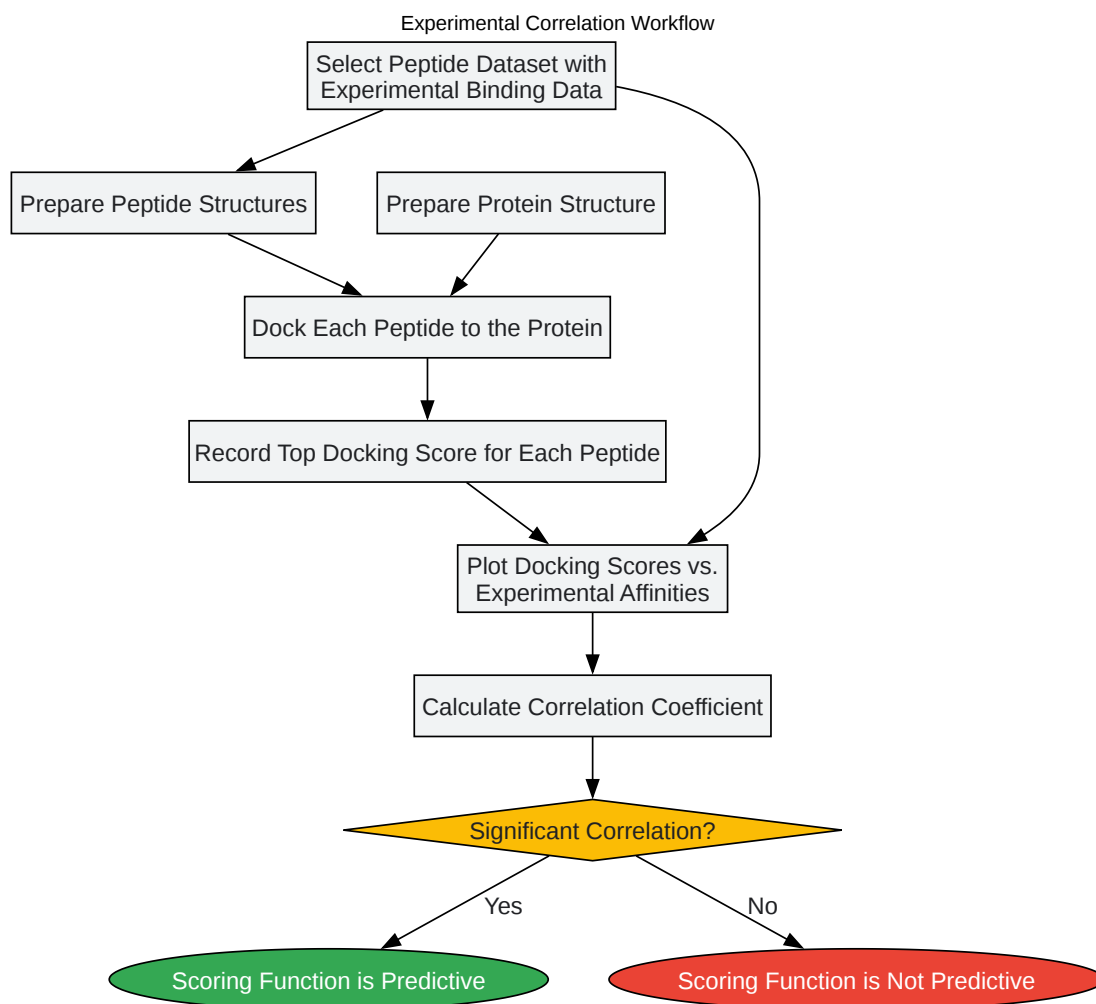 Experimental Correlation Workflow
Select Peptide Dataset with
Experimental Binding Data
Prepare Peptide Structures
Prepare Protein Structure
Dock Each Peptide to the Protein
Record Top Docking Score for Each Peptide
Plot Docking Scores vs.
Experimental Affinities
Calculate Correlation Coefficient
Significant Correlation?
Yes
No
Scoring Function is Predictive
Scoring Function is Not Predictive